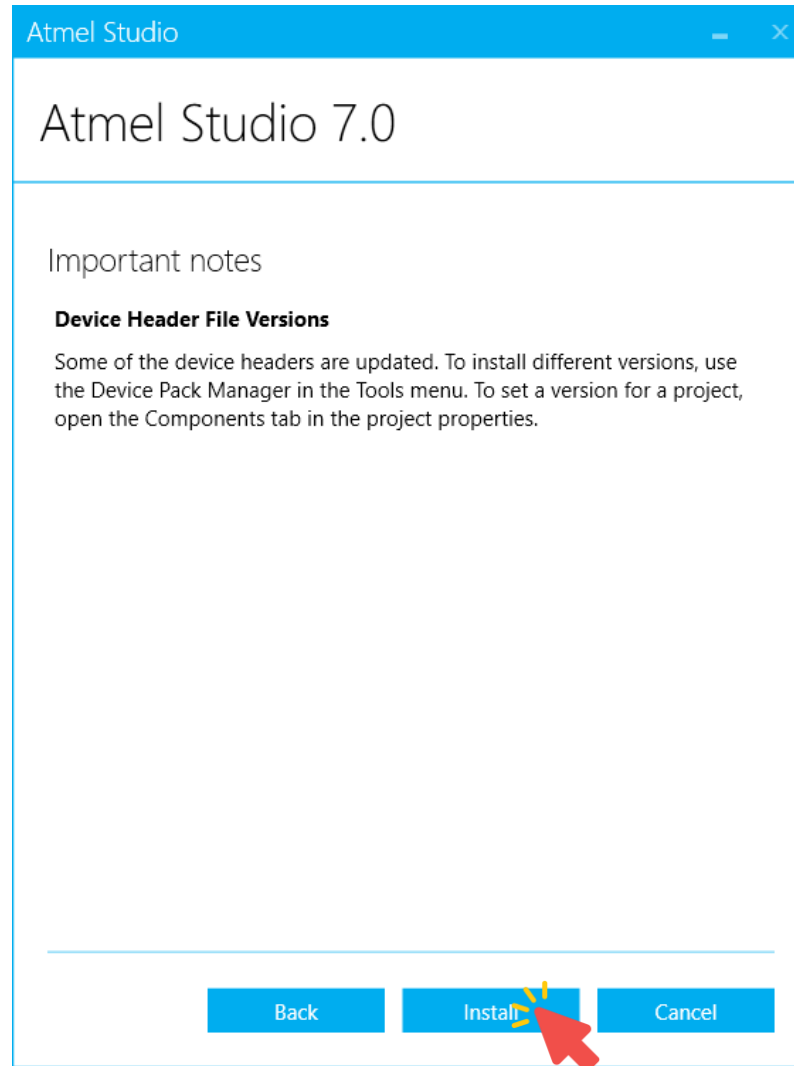 Atmel Studio
Atmel Studio 7.0
Important notes
Device Header File Versions
Some of the device headers are updated. To install different versions, use
the Device Pack Manager in the Tools menu. To set a version for a project,
open the Components tab in the project properties.
Back
Install
Cancel